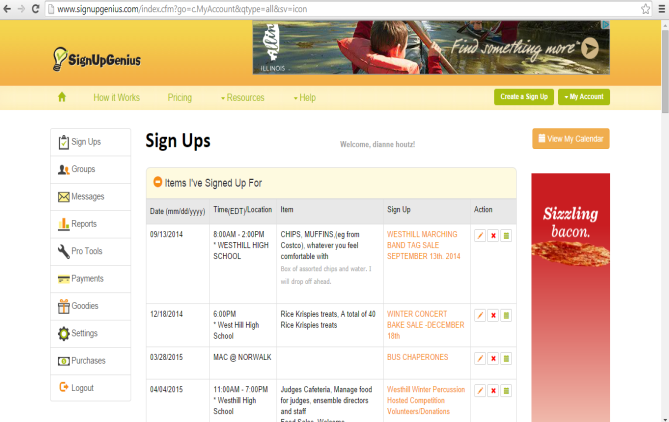 www.signupgenius.com/index.cfm?go=c.MyAccount&qtype=all&sv=icon
ILLINOIS
Find something more
SignUpGenius
How it Works
Pricing
Resources
Help
Create a Sign Up
My Account
Sign Ups
Groups
Messages
Reports
Pro Tools
Payments
Goodies
Settings
Purchases
Logout
Sign Ups
Welcome, dianne houtz!
View My Calendar
Items I've Signed Up For
Date (mm/dd/yyyy) Time(EDT)/Location Item Sign Up Action
09/13/2014
8:00AM - 2:00PM
* WESTHILL HIGH
SCHOOL
CHIPS, MUFFINS,(eg from
Costco), whatever you feel
comfortable with
Box of assorted chips and water, I
will drop off ahead.
WESTHILL MARCHING
BAND TAG SALE
SEPTEMBER 13th. 2014
12/18/2014
6:00PM
* West Hill High
School
Rice Krispies treats, A total of 40
Rice Krispies treats
WINTER CONCERT
BAKE SALE -DECEMBER
18th
03/28/2015
MAC @ NORWALK
BUS CHAPERONES
04/04/2015
11:00AM - 7:00PM
* Westhill High
School
Judges Cafeteria, Manage food
for judges, ensemble directors
and staff
Food Sales, Welcome
Westhill Winter Percussion
Hosted Competition
Volunteers/Donations.
Sizzling
bacon.